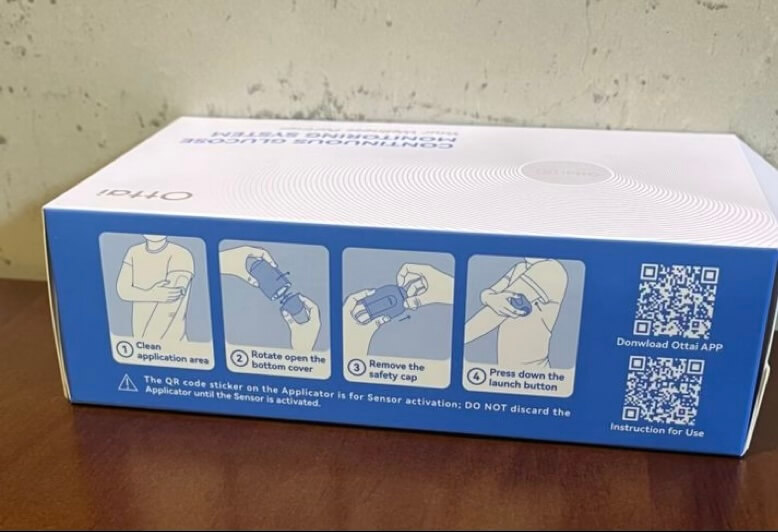 CONTINUOUS GLUCOSE
MONITORING SYSTEM
Ottai
1 Clean
application area
2 Rotate open the
bottom cover
3 Remove the
safety cap
4 Press down the
launch button
Donwload Ottai APP
Instruction for Use
The QR code sticker on the Applicator is for Sensor activation; DO NOT discard the
Applicator until the Sensor is activated.